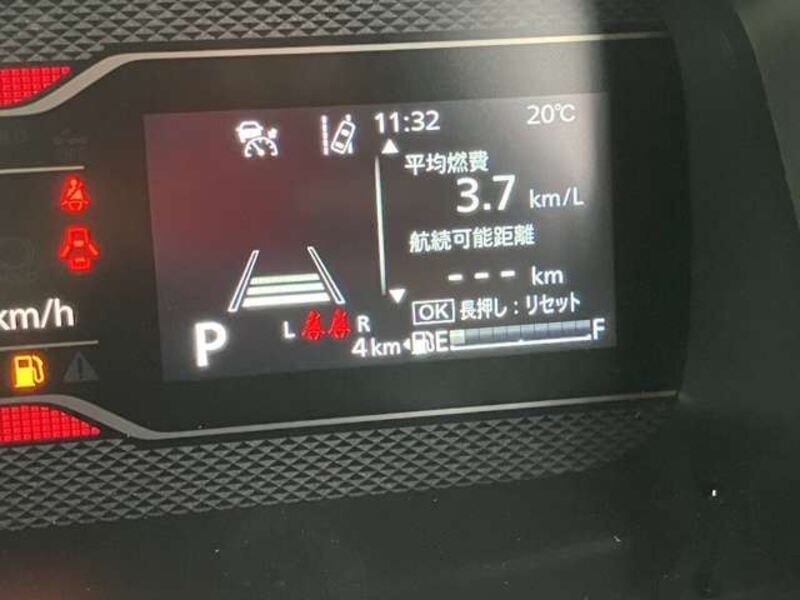 11:32 20℃
平均燃費
3.7 km/L
航続可能距離
--- km
km/h
OK 長押し：リセット
P L R
4km E F